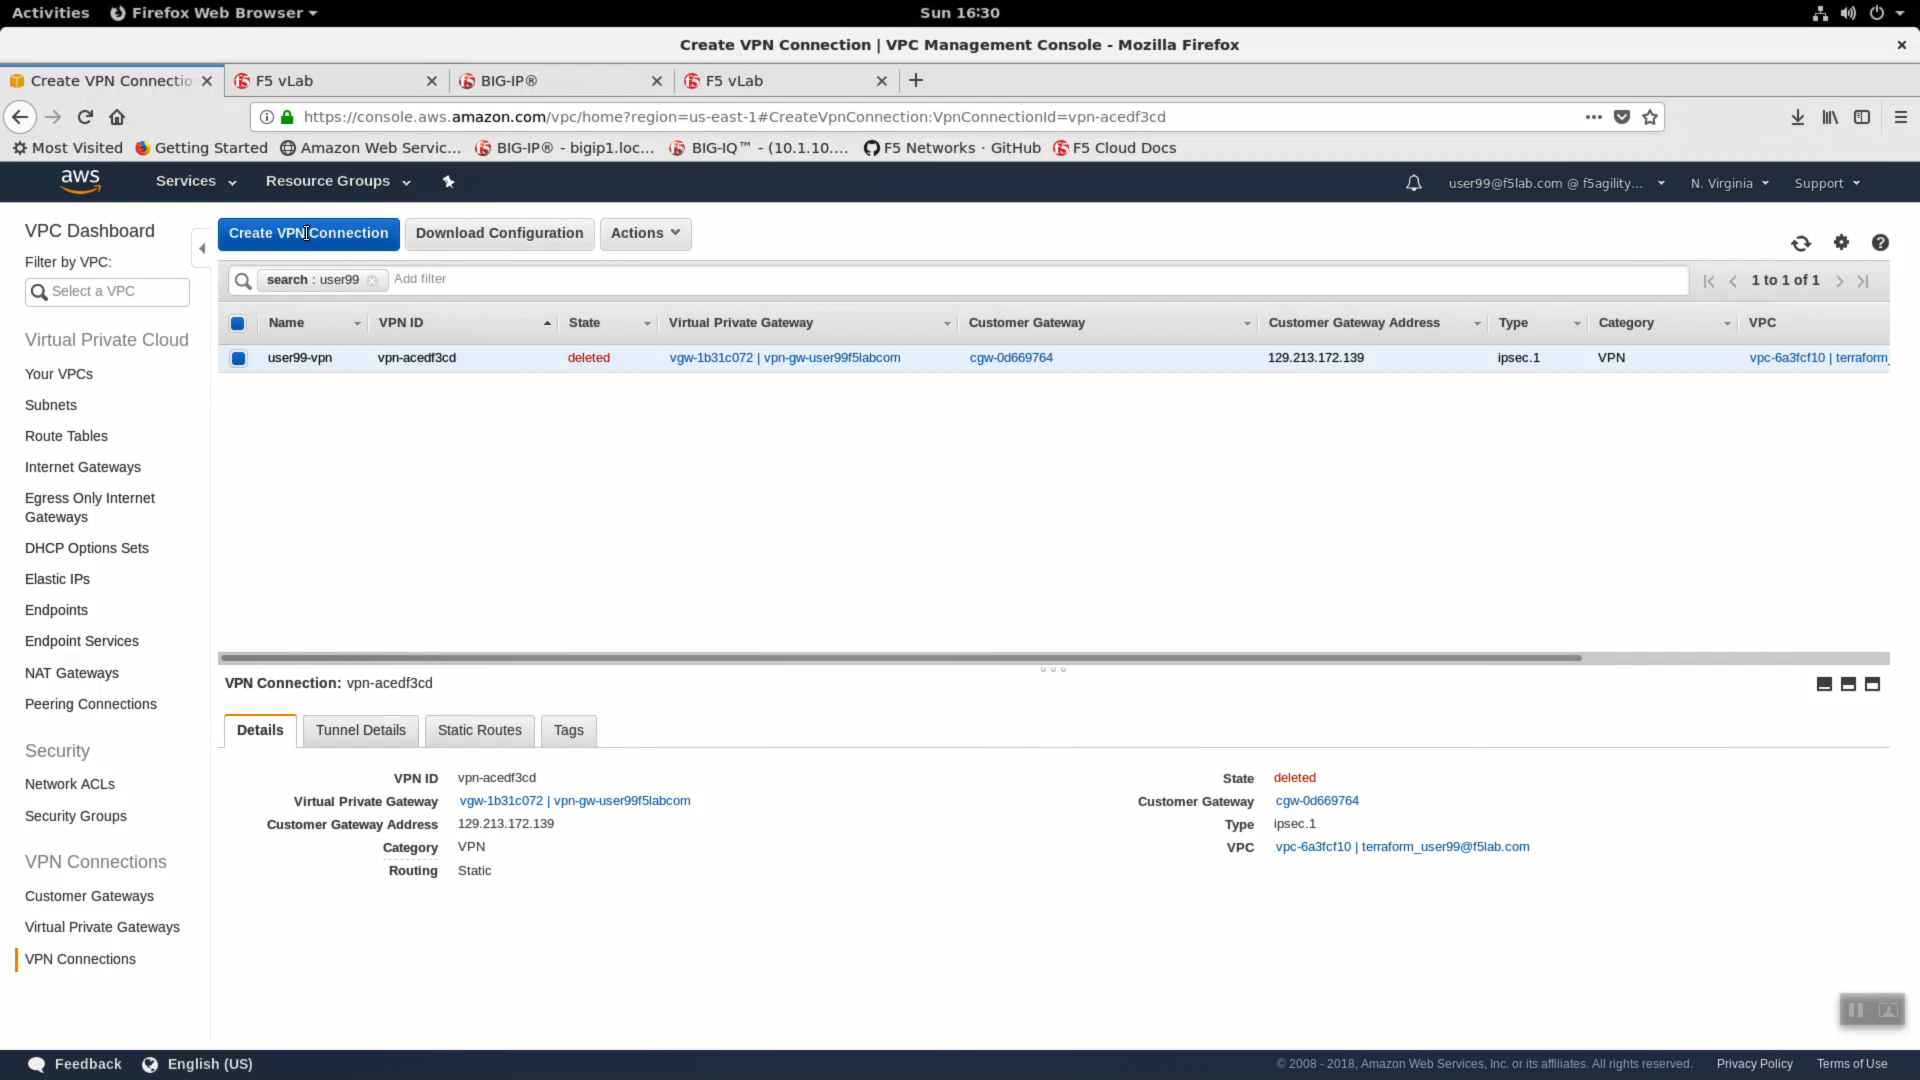 Activities Firefox Web Browser Sun 16:30
Create VPN Connection | VPC Management Console - Mozilla Firefox
Create VPN Connectio F5 vLab BIG-IP® F5 vLab
https://console.aws.amazon.com/vpc/home?region=us-east-1#CreateVpnConnection:VpnConnectionId=vpn-acedf3cd
Most Visited Getting Started Amazon Web Servic... BIG-IP® - bigip1.loc... BIG-IQ™ - (10.1.10.... F5 Networks · GitHub F5 Cloud Docs
aws Services Resource Groups user99@f5lab.com @ f5agility... N. Virginia Support
VPC Dashboard
Filter by VPC:
Select a VPC
Virtual Private Cloud
Your VPCs
Subnets
Route Tables
Internet Gateways
Egress Only Internet
Gateways
DHCP Options Sets
Elastic IPs
Endpoints
Endpoint Services
NAT Gateways
Peering Connections
Security
Network ACLs
Security Groups
VPN Connections
Customer Gateways
Virtual Private Gateways
VPN Connections
Create VPN Connection Download Configuration Actions
search : user99 Add filter 1 to 1 of 1
Name VPN ID State Virtual Private Gateway Customer Gateway Customer Gateway Address Type Category VPC
user99-vpn vpn-acedf3cd deleted vgw-1b31c072 | vpn-gw-user99f5labcom cgw-0d669764 129.213.172.139 ipsec.1 VPN vpc-6a3fcf10 | terraform_
VPN Connection: vpn-acedf3cd
Details Tunnel Details Static Routes Tags
VPN ID vpn-acedf3cd State deleted
Virtual Private Gateway vgw-1b31c072 | vpn-gw-user99f5labcom Customer Gateway cgw-0d669764
Customer Gateway Address 129.213.172.139 Type ipsec.1
Category VPN VPC vpc-6a3fcf10 | terraform_user99@f5lab.com
Routing Static
Feedback English (US) © 2008 - 2018, Amazon Web Services, Inc. or its affiliates. All rights reserved. Privacy Policy Terms of Use